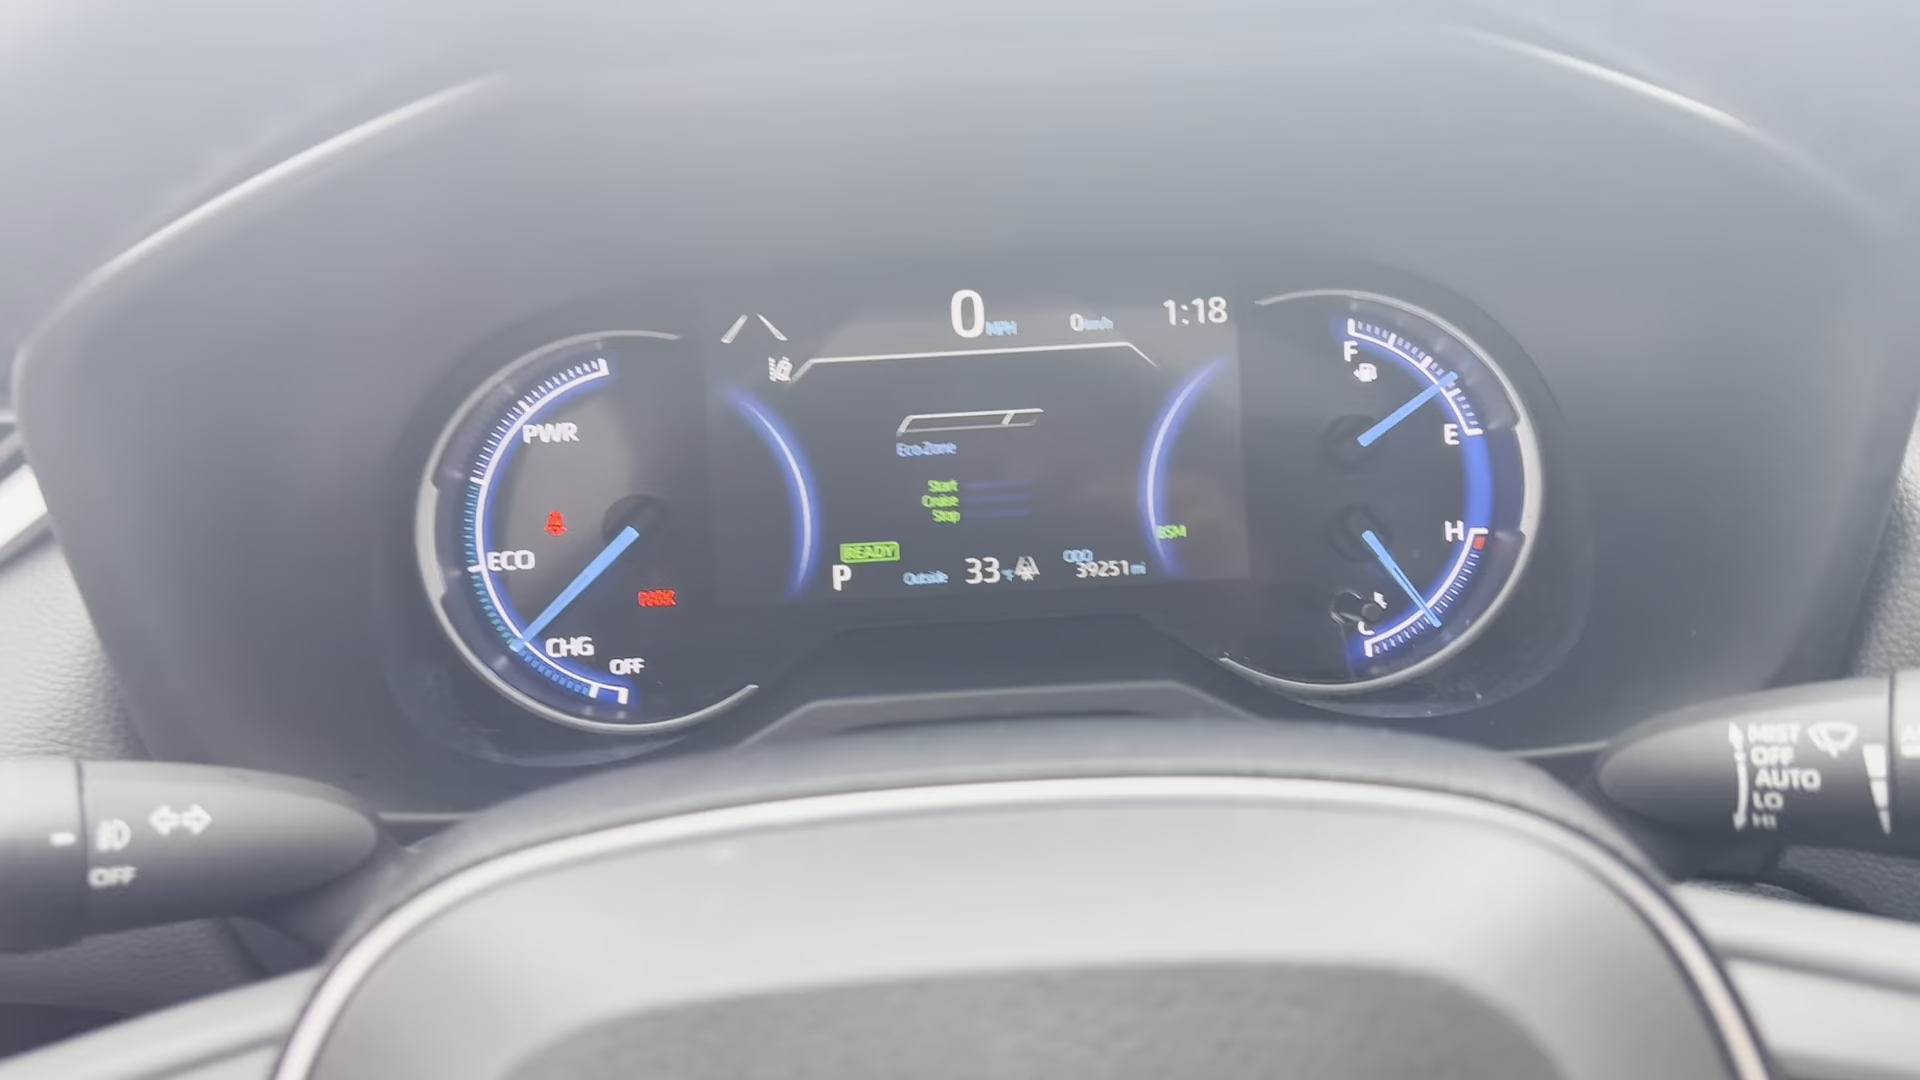 0 MPH 0 km/h 1:18
PWR
ECO
CHG
OFF
PARK
Eco Zone
Start
Cruise
Stop
READY
P
Outside 33°F
ODO
39251 mi
BSM
F
E
H
C
OFF
MIST
OFF
AUTO
LO
HI